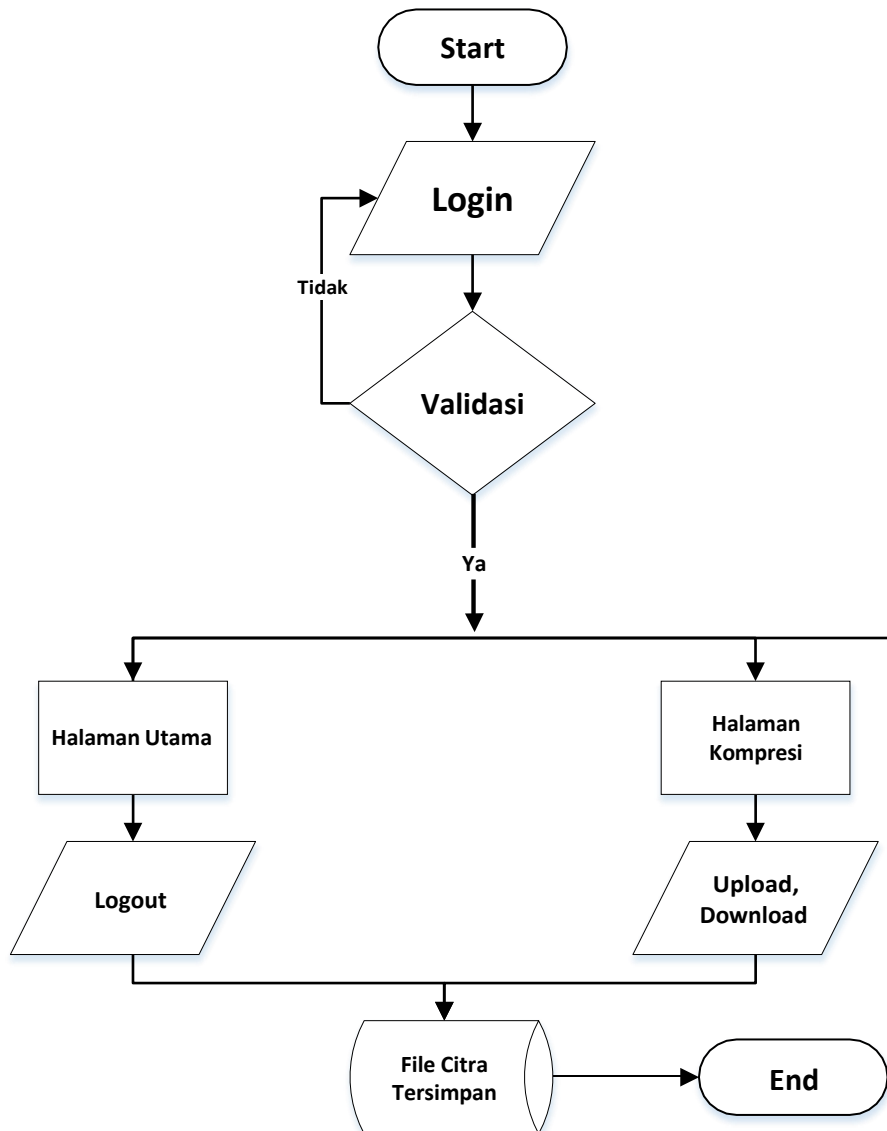 Start
Login
Tidak
Validasi
Ya
Halaman Utama
Halaman
Kompresi
Logout
Upload,
Download
File Citra
Tersimpan
End